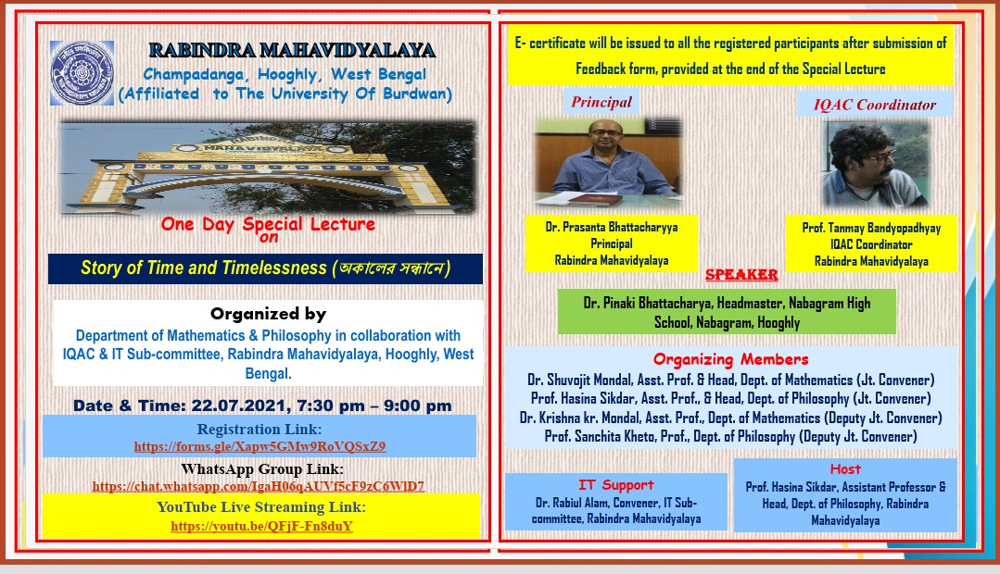 RABINDRA MAHAVIDYALAYA
Champadanga, Hooghly, West Bengal
(Affiliated to The University Of Burdwan)
MAHAVIDYALAYA
One Day Special Lecture
on
Story of Time and Timelessness (অকালের সন্ধানে)
Organized by
Department of Mathematics & Philosophy in collaboration with
IQAC & IT Sub-committee, Rabindra Mahavidyalaya, Hooghly, West
Bengal.
Date & Time: 22.07.2021, 7:30 pm – 9:00 pm
Registration Link:
https://forms.gle/Xapw5GMw9RoVQSxZ9
WhatsApp Group Link:
https://chat.whatsapp.com/IgaH06qAUVf5cF9zC6WlD7
YouTube Live Streaming Link:
https://youtu.be/QFjF-Fn8duY
E- certificate will be issued to all the registered participants after submission of
Feedback form, provided at the end of the Special Lecture
Principal
IQAC Coordinator
Dr. Prasanta Bhattacharyya
Principal
Rabindra Mahavidyalaya
Prof. Tanmay Bandyopadhyay
IQAC Coordinator
Rabindra Mahavidyalaya
SPEAKER
Dr. Pinaki Bhattacharya, Headmaster, Nabagram High
School, Nabagram, Hooghly
Organizing Members
Dr. Shuvojit Mondal, Asst. Prof. & Head, Dept. of Mathematics (Jt. Convener)
Prof. Hasina Sikdar, Asst. Prof., & Head, Dept. of Philosophy (Jt. Convener)
Dr. Krishna kr. Mondal, Asst. Prof., Dept. of Mathematics (Deputy Jt. Convener)
Prof. Sanchita Kheto, Prof., Dept. of Philosophy (Deputy Jt. Convener)
IT Support
Dr. Rabiul Alam, Convener, IT Sub-
committee, Rabindra Mahavidyalaya
Host
Prof. Hasina Sikdar, Assistant Professor &
Head, Dept. of Philosophy, Rabindra
Mahavidyalaya